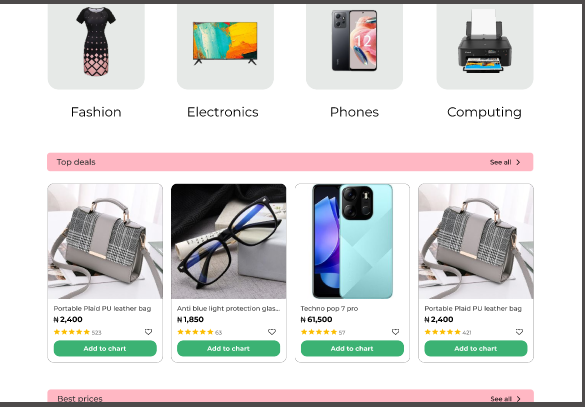 Fashion Electronics Phones Computing
Top deals See all
Portable Plaid PU leather bag Anti blue light protection glas... Techno pop 7 pro Portable Plaid PU leather bag
₦ 2,400 ₦ 1,850 ₦ 61,500 ₦ 2,400
523 63 57 421
Add to chart Add to chart Add to chart Add to chart
Best prices See all